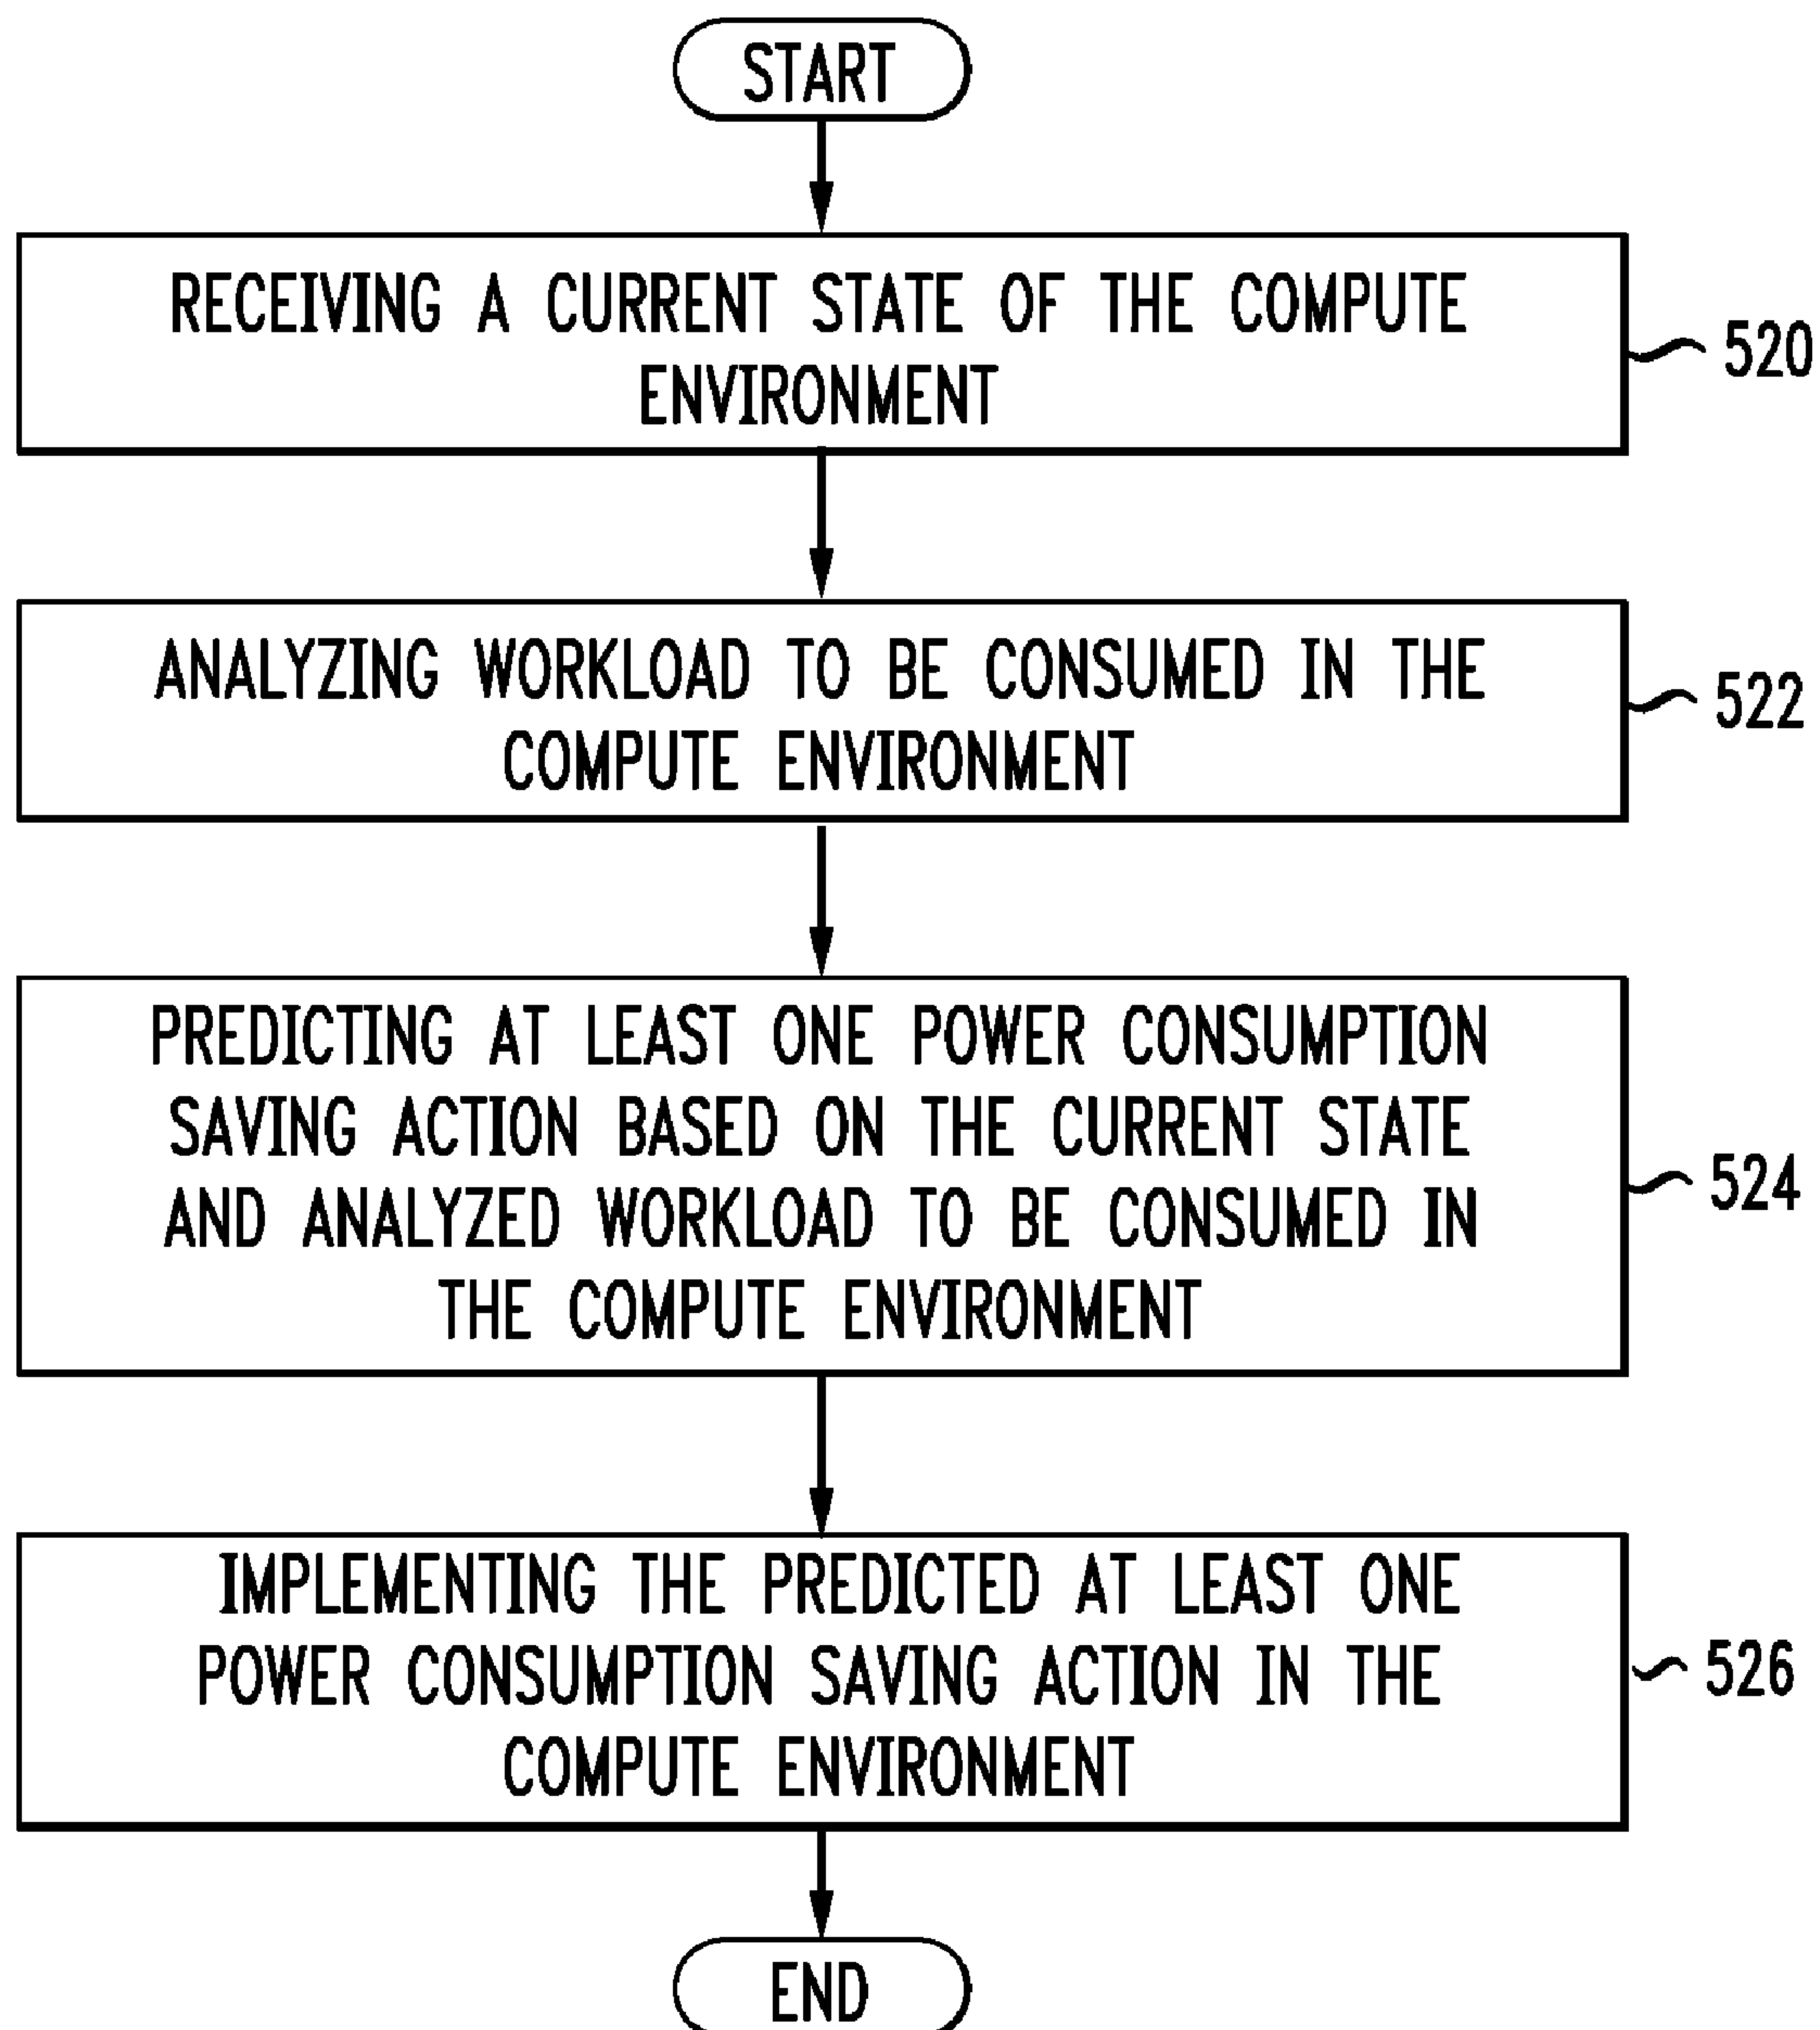 START
RECEIVING A CURRENT STATE OF THE COMPUTE
ENVIRONMENT
520
ANALYZING WORKLOAD TO BE CONSUMED IN THE
COMPUTE ENVIRONMENT
522
PREDICTING AT LEAST ONE POWER CONSUMPTION
SAVING ACTION BASED ON THE CURRENT STATE
AND ANALYZED WORKLOAD TO BE CONSUMED IN
THE COMPUTE ENVIRONMENT
524
IMPLEMENTING THE PREDICTED AT LEAST ONE
POWER CONSUMPTION SAVING ACTION IN THE
COMPUTE ENVIRONMENT
526
END